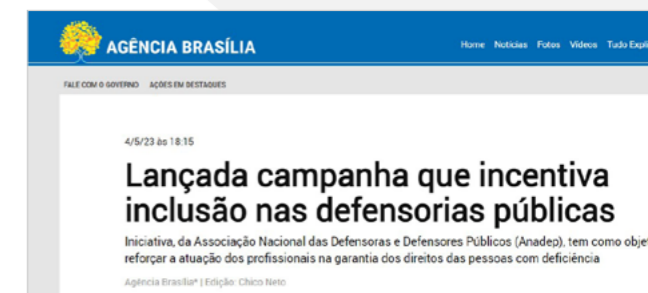 AGÊNCIA BRASÍLIA
Home Notícias Fotos Vídeos Tudo
FALE COM O GOVERNO AÇÕES EM DESTAQUES
4/5/23 às 18:15
Lançada campanha que incentiva
inclusão nas defensorias públicas
Iniciativa, da Associação Nacional das Defensoras e Defensores Públicos (Anadep), tem como
reforçar a atuação dos profissionais na garantia dos direitos das pessoas com deficiência
Agência Brasília* | Edição: Chico Neto